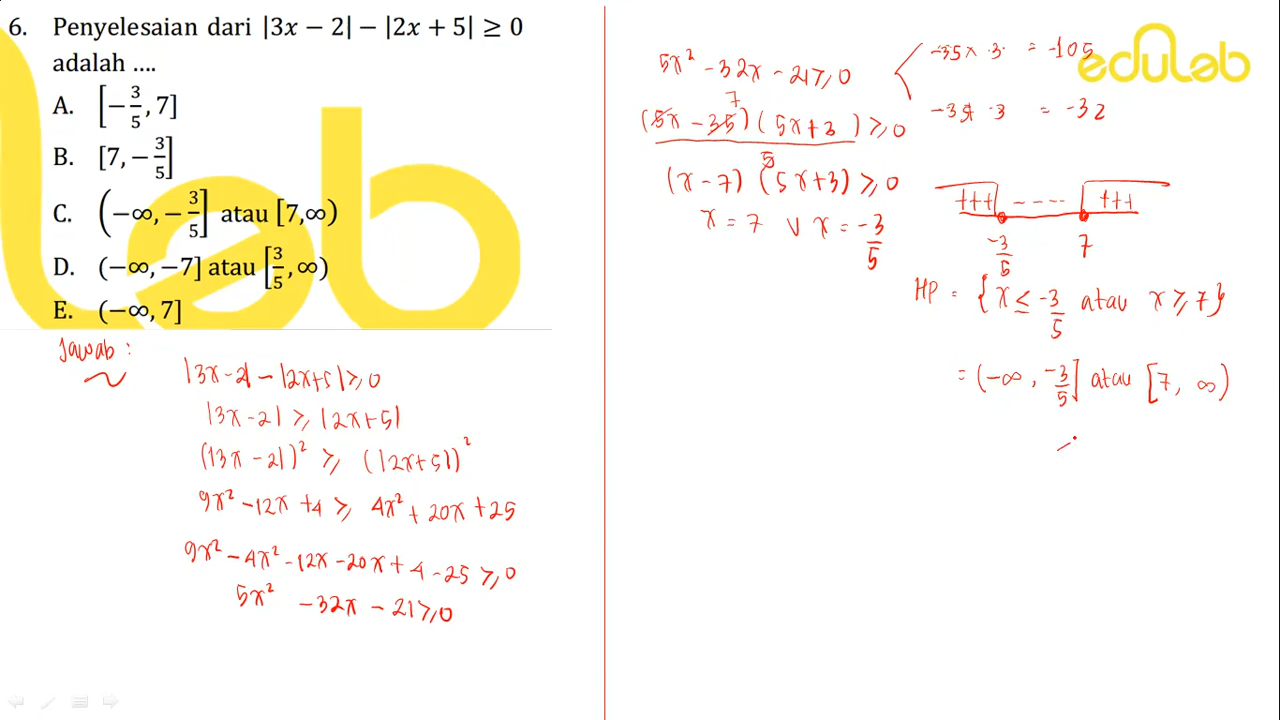 6. Penyelesaian dari |3x − 2| − |2x + 5| ≥ 0
adalah ....
A. [−3/5, 7]
B. [7, −3/5]
C. (−∞, −3/5] atau [7,∞)
D. (−∞, −7] atau [3/5, ∞)
E. (−∞, 7]
Jawab :
|3x-2| - |2x+5| ≥ 0
|3x-2| ≥ |2x+5|
(|3x-2|)² ≥ (|2x+5|)²
9x² - 12x + 4 ≥ 4x² + 20x + 25
9x² - 4x² - 12x - 20x + 4 - 25 ≥ 0
5x² - 32x - 21 ≥ 0
edulab
5x² - 32x - 21 ≥ 0
-35 x 3 = -105
7
(5x - 35) (5x + 3) ≥ 0
-35 + 3 = -32
5
(x - 7) (5x + 3) ≥ 0
x = 7 ∨ x = -3/5
+++ ---- +++
-3/5 7
HP = {x ≤ -3/5 atau x ≥ 7}
= (-∞, -3/5] atau [7, ∞)